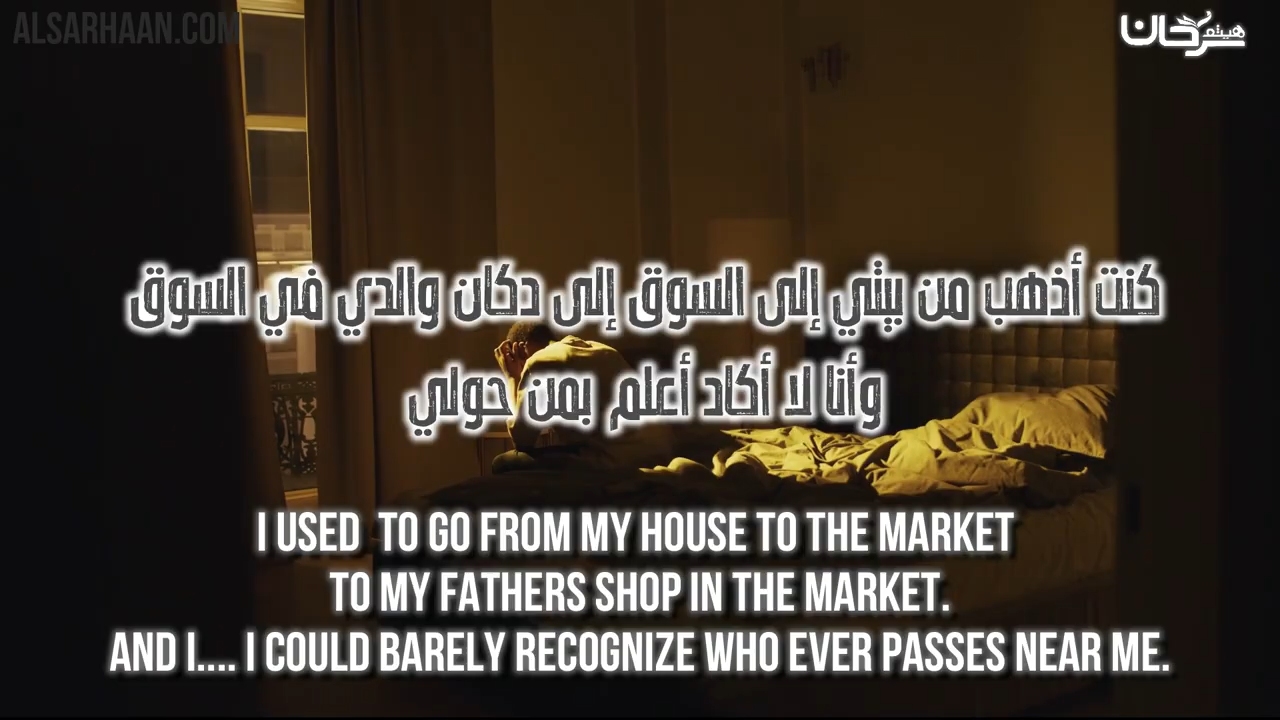 ALSARHAAN.COM
هيثم سرحان
كنت أذهب من بيتي إلى السوق إلى دكان والدي في السوق
وأنا لا أكاد أعلم بمن حولي
I USED TO GO FROM MY HOUSE TO THE MARKET
TO MY FATHERS SHOP IN THE MARKET.
AND I.... I COULD BARELY RECOGNIZE WHO EVER PASSES NEAR ME.